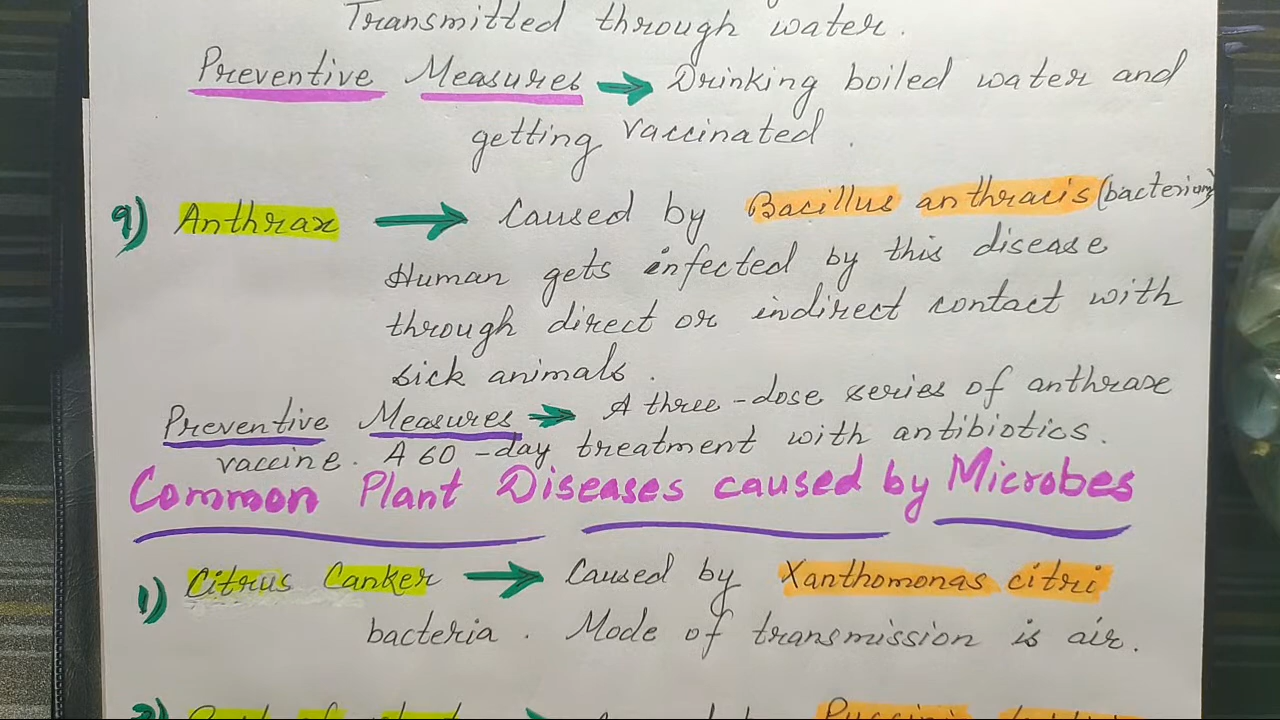 Transmitted through water.
Preventive Measures → Drinking boiled water and
getting vaccinated.
9) Anthrax → Caused by Bacillus anthracis (bacterium)
Human gets infected by this disease
through direct or indirect contact with
sick animals.
Preventive Measures → A three-dose series of anthrax
vaccine. A 60-day treatment with antibiotics.
Common Plant Diseases caused by Microbes
1) Citrus Canker → Caused by Xanthomonas citri
bacteria. Mode of transmission is air.